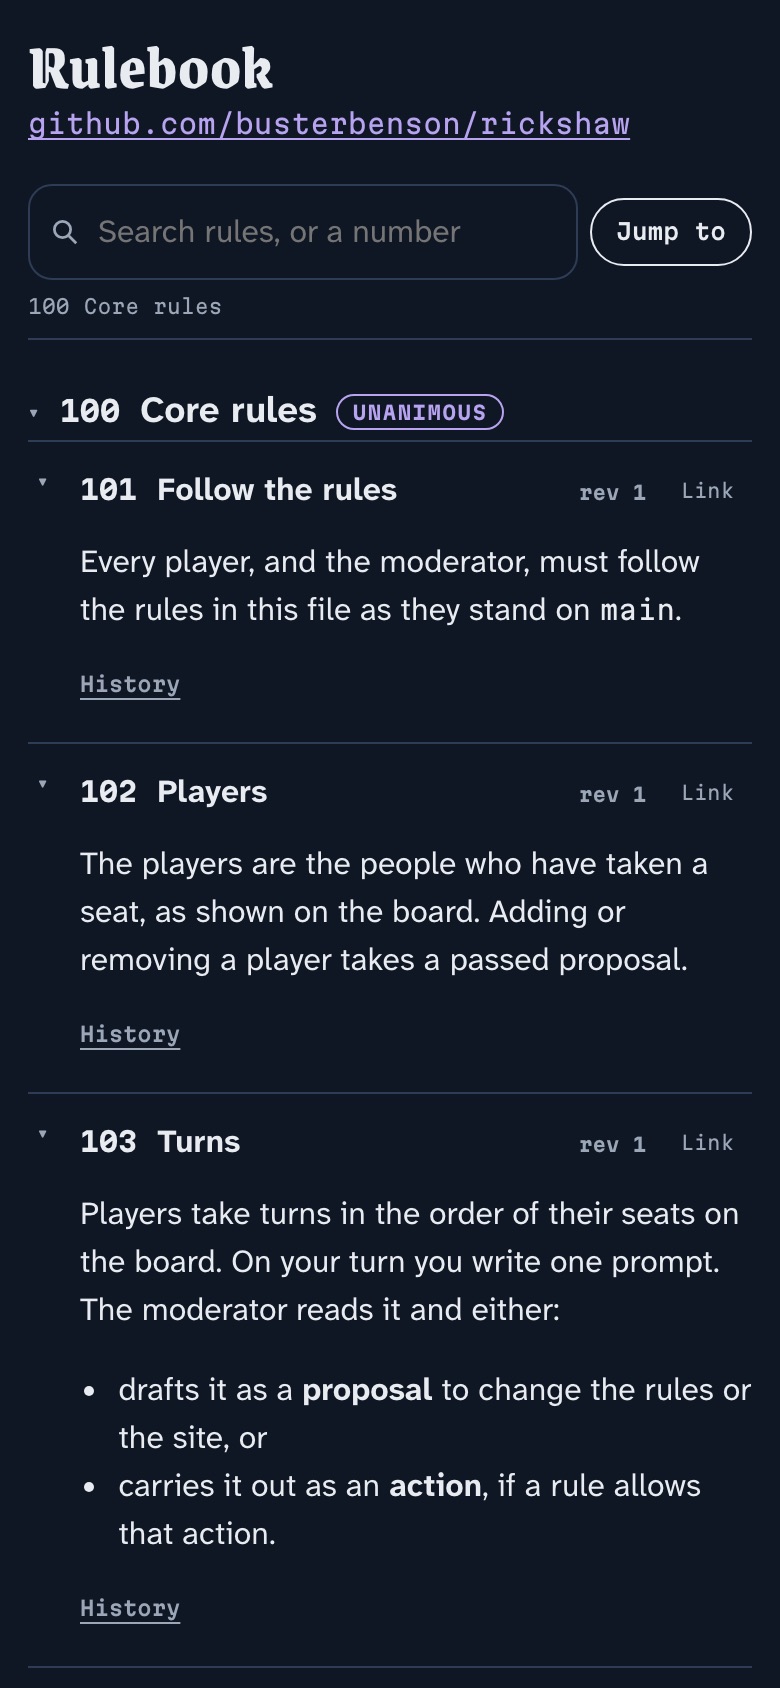 Rulebook
github.com/busterbenson/rickshaw
Search rules, or a number
Jump to
100 Core rules
100 Core rules UNANIMOUS
101 Follow the rules rev 1 Link
Every player, and the moderator, must follow
the rules in this file as they stand on main.
History
102 Players rev 1 Link
The players are the people who have taken a
seat, as shown on the board. Adding or
removing a player takes a passed proposal.
History
103 Turns rev 1 Link
Players take turns in the order of their seats on
the board. On your turn you write one prompt.
The moderator reads it and either:
• drafts it as a proposal to change the rules or
the site, or
• carries it out as an action, if a rule allows
that action.
History